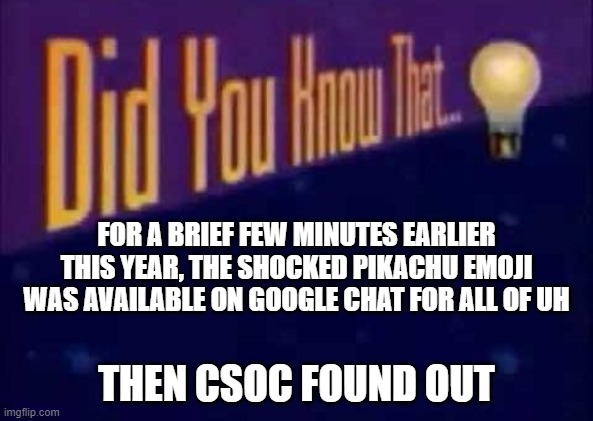 Did You Know That...
FOR A BRIEF FEW MINUTES EARLIER
THIS YEAR, THE SHOCKED PIKACHU EMOJI
WAS AVAILABLE ON GOOGLE CHAT FOR ALL OF UH
THEN CSOC FOUND OUT
imgflip.com